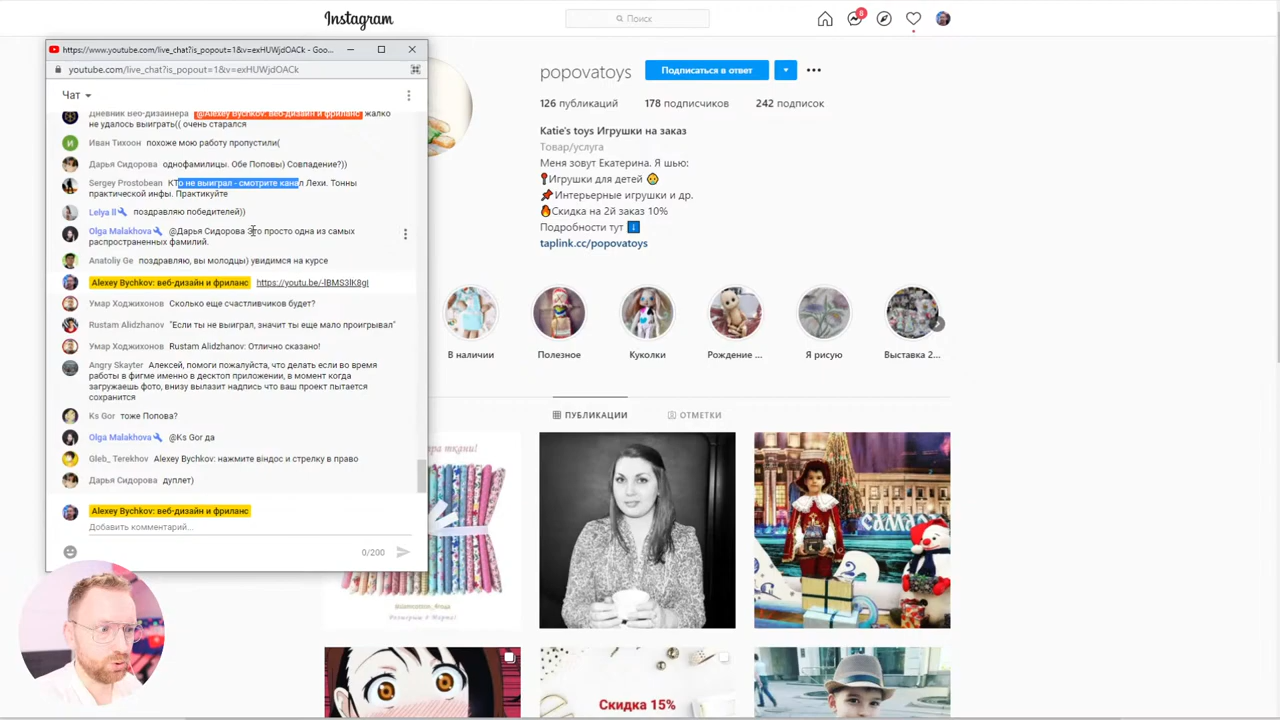 Instagram
Поиск
8
https://www.youtube.com/live_chat?is_popout=1&v=exHUWjdOACk - Goo...
youtube.com/live_chat?is_popout=1&v=exHUWjdOACk
Чат
Дневник Веб-дизайнера @Alexey Bychkov: веб-дизайн и фриланс жалко
не удалось выиграть(( очень старался
И Иван Тихоон похоже мою работу пропустили(
Дарья Сидорова однофамилицы. Обе Поповы) Совпадение?))
Sergey Prostobean Кто не выиграл - смотрите канал Лехи. Тонны
практической инфы. Практикуйте
Lelya ll поздравляю победителей))
Olga Malakhova @Дарья Сидорова Это просто одна из самых
распространенных фамилий.
Anatoliy Ge поздравляю, вы молодцы) увидимся на курсе
Alexey Bychkov: веб-дизайн и фриланс https://youtu.be/-lBMS3lK8gI
Умар Ходжихонов Сколько еще счастливчиков будет?
Rustam Alidzhanov "Если ты не выиграл, значит ты еще мало проигрывал"
Умар Ходжихонов Rustam Alidzhanov: Отлично сказано!
Angry Skayter Алексей, помоги пожалуйста, что делать если во время
работы в фигме именно в десктоп приложении, в момент когда
загружаешь фото, внизу вылазит надпись что ваш проект пытается
сохранится
Ks Gor тоже Попова?
Olga Malakhova @Ks Gor да
Gleb_ Terekhov Alexey Bychkov: нажмите віндос и стрелку в право
Дарья Сидорова дуплет)
Alexey Bychkov: веб-дизайн и фриланс
Добавить комментарий...
0/200
popovatoys
Подписаться в ответ
126 публикаций 178 подписчиков 242 подписок
Katie's toys Игрушки на заказ
Товар/услуга
Меня зовут Екатерина. Я шью:
Игрушки для детей
Интерьерные игрушки и др.
Скидка на 2й заказ 10%
Подробности тут
taplink.cc/popovatoys
В наличии Полезное Куколки Рождение ... Я рисую Выставка 2...
ПУБЛИКАЦИИ ОТМЕТКИ
ткани!
САМАР
Скидка 15%